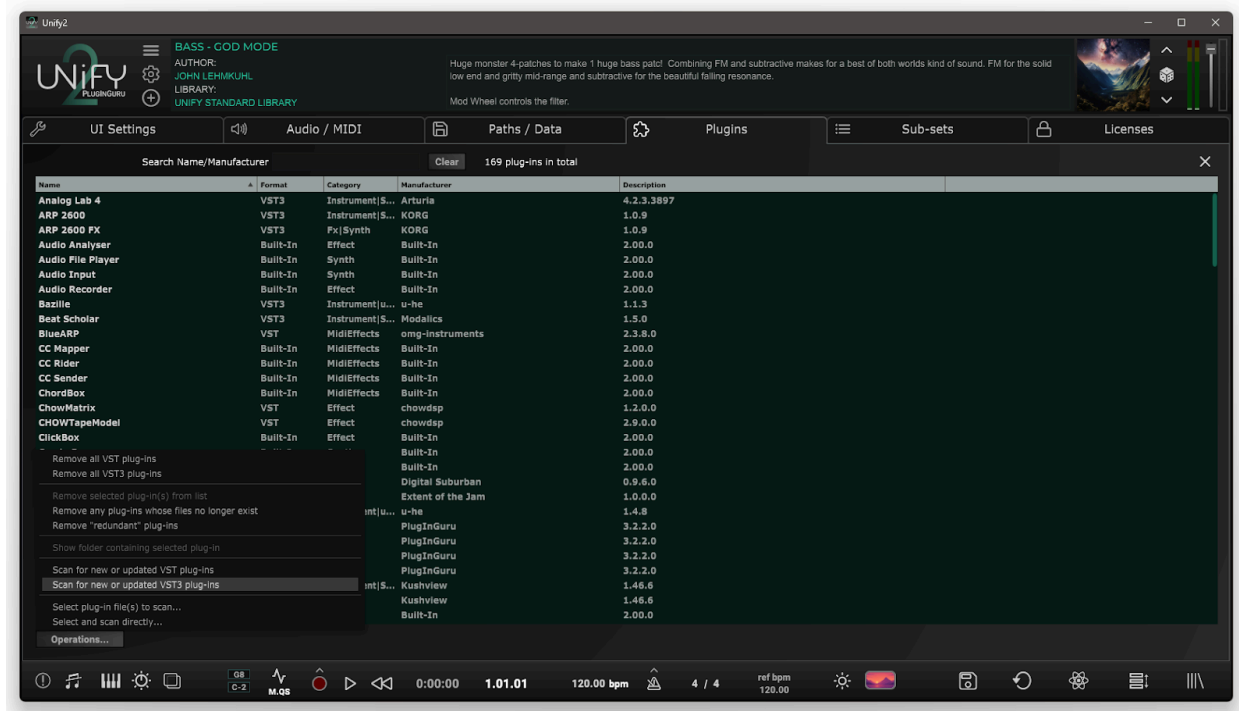 Unify2
BASS - GOD MODE
AUTHOR:
JOHN LEHMKUHL
LIBRARY:
UNIFY STANDARD LIBRARY
UNIFY
2
PLUGINGURU
Huge monster 4-patches to make 1 huge bass patc! Combining FM and subtractive makes for a best of both worlds kind of sound. FM for the solid
low end and gritty mid-range and subtractive for the beautiful falling resonance.
Mod Wheel controls the filter.
UI Settings Audio / MIDI Paths / Data Plugins Sub-sets Licenses
Search Name/Manufacturer Clear 169 plug-ins in total
Name Format Category Manufacturer Description
Analog Lab 4 VST3 Instrument|S... Arturia 4.2.3.3897
ARP 2600 VST3 Instrument|S... KORG 1.0.9
ARP 2600 FX VST3 Fx|Synth KORG 1.0.9
Audio Analyser Built-In Effect Built-In 2.00.0
Audio File Player Built-In Synth Built-In 2.00.0
Audio Input Built-In Synth Built-In 2.00.0
Audio Recorder Built-In Effect Built-In 2.00.0
Bazille VST3 Instrument|u... u-he 1.1.3
Beat Scholar VST3 Instrument|S... Modalics 1.5.0
BlueARP VST MidiEffects omg-instruments 2.3.8.0
CC Mapper Built-In MidiEffects Built-In 2.00.0
CC Rider Built-In MidiEffects Built-In 2.00.0
CC Sender Built-In MidiEffects Built-In 2.00.0
ChordBox Built-In MidiEffects Built-In 2.00.0
ChowMatrix VST Effect chowdsp 1.2.0.0
CHOWTapeModel VST Effect chowdsp 2.9.0.0
ClickBox Built-In Effect Built-In 2.00.0
Built-In 2.00.0
Built-In 2.00.0
Digital Suburban 0.9.6.0
Extent of the Jam 1.0.0.0
ent|u... u-he 1.4.8
PlugInGuru 3.2.2.0
PlugInGuru 3.2.2.0
PlugInGuru 3.2.2.0
PlugInGuru 3.2.2.0
ent|S... Kushview 1.46.6
Kushview 1.46.6
Built-In 2.00.0
Remove all VST plug-ins
Remove all VST3 plug-ins
Remove selected plug-in(s) from list
Remove any plug-ins whose files no longer exist
Remove "redundant" plug-ins
Show folder containing selected plug-in
Scan for new or updated VST plug-ins
Scan for new or updated VST3 plug-ins
Select plug-in file(s) to scan...
Select and scan directly...
Operations...
G8
C-2
M.QS
0:00:00 1.01.01 120.00 bpm 4 / 4
ref bpm
120.00